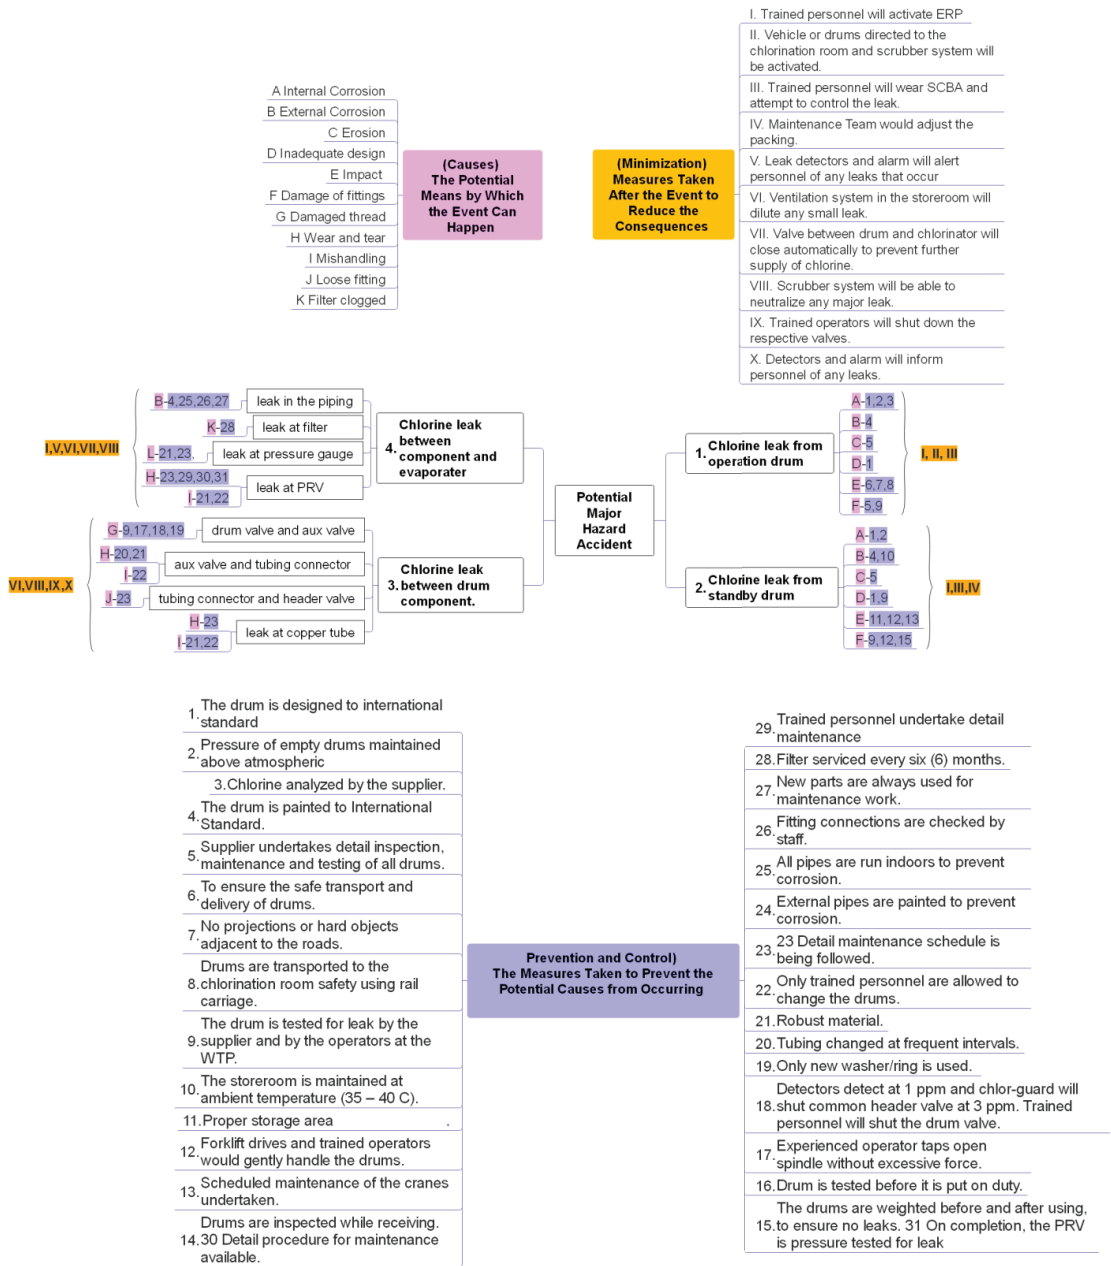 A Internal Corrosion
B External Corrosion
C Erosion
D Inadequate design
E Impact
F Damage of fittings
G Damaged thread
H Wear and tear
I Mishandling
J Loose fitting
K Filter clogged
(Causes)
The Potential
Means by Which
the Event Can
Happen
(Minimization)
Measures Taken
After the Event to
Reduce the
Consequences
I. Trained personnel will activate ERP
II. Vehicle or drums directed to the
chlorination room and scrubber system will
be activated.
III. Trained personnel will wear SCBA and
attempt to control the leak.
IV. Maintenance Team would adjust the
packing.
V. Leak detectors and alarm will alert
personnel of any leaks that occur
VI. Ventilation system in the storeroom will
dilute any small leak.
VII. Valve between drum and chlorinator will
close automatically to prevent further
supply of chlorine.
VIII. Scrubber system will be able to
neutralize any major leak.
IX. Trained operators will shut down the
respective valves.
X. Detectors and alarm will inform
personnel of any leaks.
I,V,VI,VII,VIII
B-4,25,26,27
leak in the piping
K-28
leak at filter
L-21,23,
leak at pressure gauge
H-23,29,30,31
I-21,22
leak at PRV
4. Chlorine leak
between
component and
evaporater
VI,VIII,IX,X
G-9,17,18,19
drum valve and aux valve
H-20,21
I-22
aux valve and tubing connector
J-23
tubing connector and header valve
H-23
I-21,22
leak at copper tube
3. Chlorine leak
between drum
component.
Potential
Major
Hazard
Accident
1. Chlorine leak from
operation drum
A-1,2,3
B-4
C-5
D-1
E-6,7,8
F-5,9
I, II, III
2. Chlorine leak from
standby drum
A-1,2
B-4,10
C-5
D-1,9
E-11,12,13
F-9,12,15
I,III,IV
1. The drum is designed to international
standard
2. Pressure of empty drums maintained
above atmospheric
3.Chlorine analyzed by the supplier.
4. The drum is painted to International
Standard.
5. Supplier undertakes detail inspection,
maintenance and testing of all drums.
6. To ensure the safe transport and
delivery of drums.
7. No projections or hard objects
adjacent to the roads.
8. Drums are transported to the
chlorination room safety using rail
carriage.
9. The drum is tested for leak by the
supplier and by the operators at the
WTP.
10. The storeroom is maintained at
ambient temperature (35 – 40 C).
11.Proper storage area .
12. Forklift drives and trained operators
would gently handle the drums.
13. Scheduled maintenance of the cranes
undertaken.
14. Drums are inspected while receiving.
30 Detail procedure for maintenance
available.
Prevention and Control)
The Measures Taken to Prevent the
Potential Causes from Occurring
29. Trained personnel undertake detail
maintenance
28.Filter serviced every six (6) months.
27. New parts are always used for
maintenance work.
26. Fitting connections are checked by
staff.
25. All pipes are run indoors to prevent
corrosion.
24. External pipes are painted to prevent
corrosion.
23. 23 Detail maintenance schedule is
being followed.
22. Only trained personnel are allowed to
change the drums.
21.Robust material.
20.Tubing changed at frequent intervals.
19.Only new washer/ring is used.
18. Detectors detect at 1 ppm and chlor-guard will
shut common header valve at 3 ppm. Trained
personnel will shut the drum valve.
17. Experienced operator taps open
spindle without excessive force.
16.Drum is tested before it is put on duty.
15. The drums are weighted before and after using,
to ensure no leaks. 31 On completion, the PRV
is pressure tested for leak